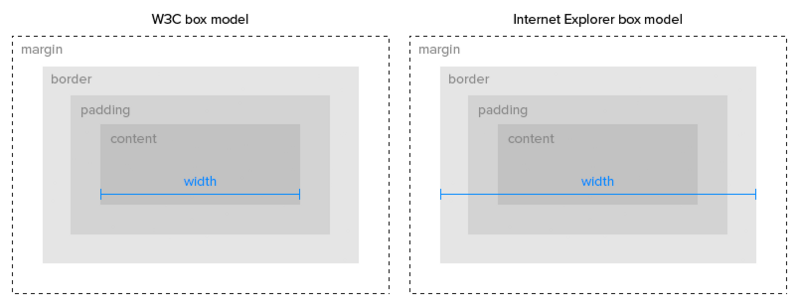 W3C box model
margin
border
padding
content
width
Internet Explorer box model
margin
border
padding
content
width